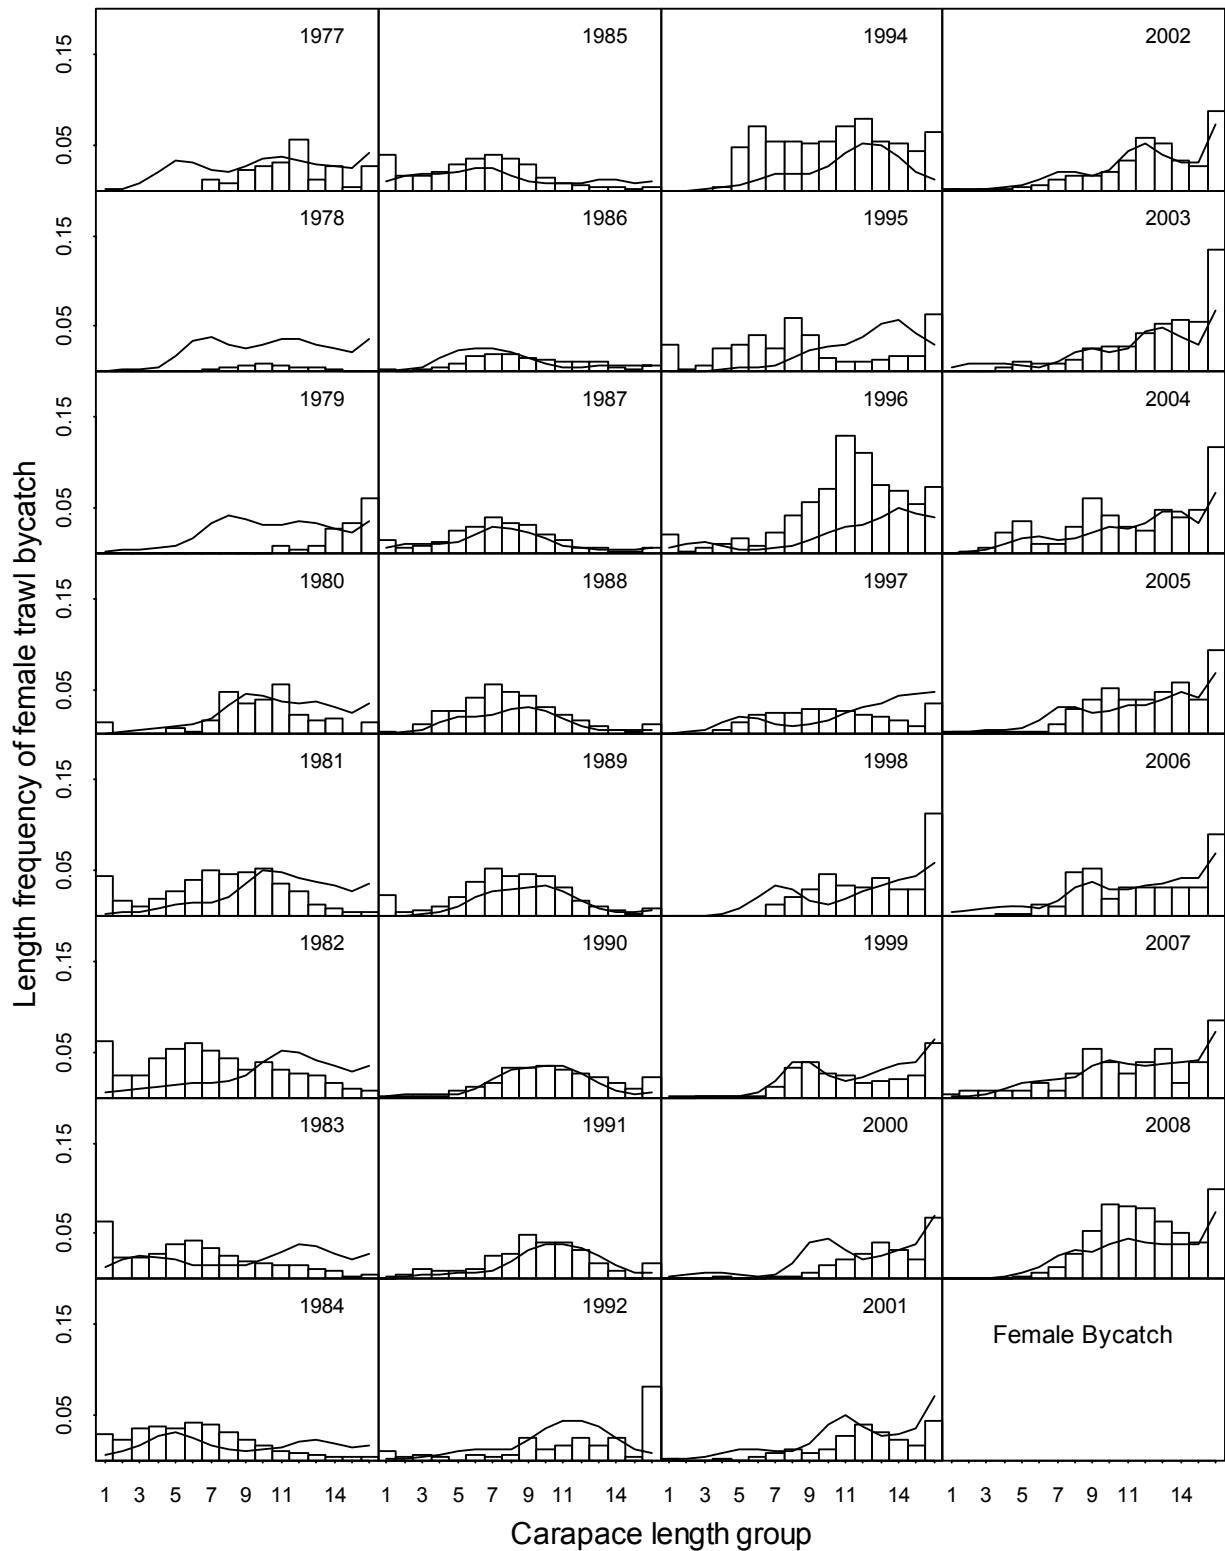 1977 1985 1994 2002
0.15
0.05
1978 1986 1995 2003
0.15
0.05
1979 1987 1996 2004
0.15
0.05
1980 1988 1997 2005
0.15
0.05
1981 1989 1998 2006
0.15
0.05
1982 1990 1999 2007
0.15
0.05
1983 1991 2000 2008
0.15
0.05
1984 1992 2001
Female Bycatch
0.15
0.05
Length frequency of female trawl bycatch
1 3 5 7 9 11 14 1 3 5 7 9 11 14 1 3 5 7 9 11 14 1 3 5 7 9 11 14
Carapace length group